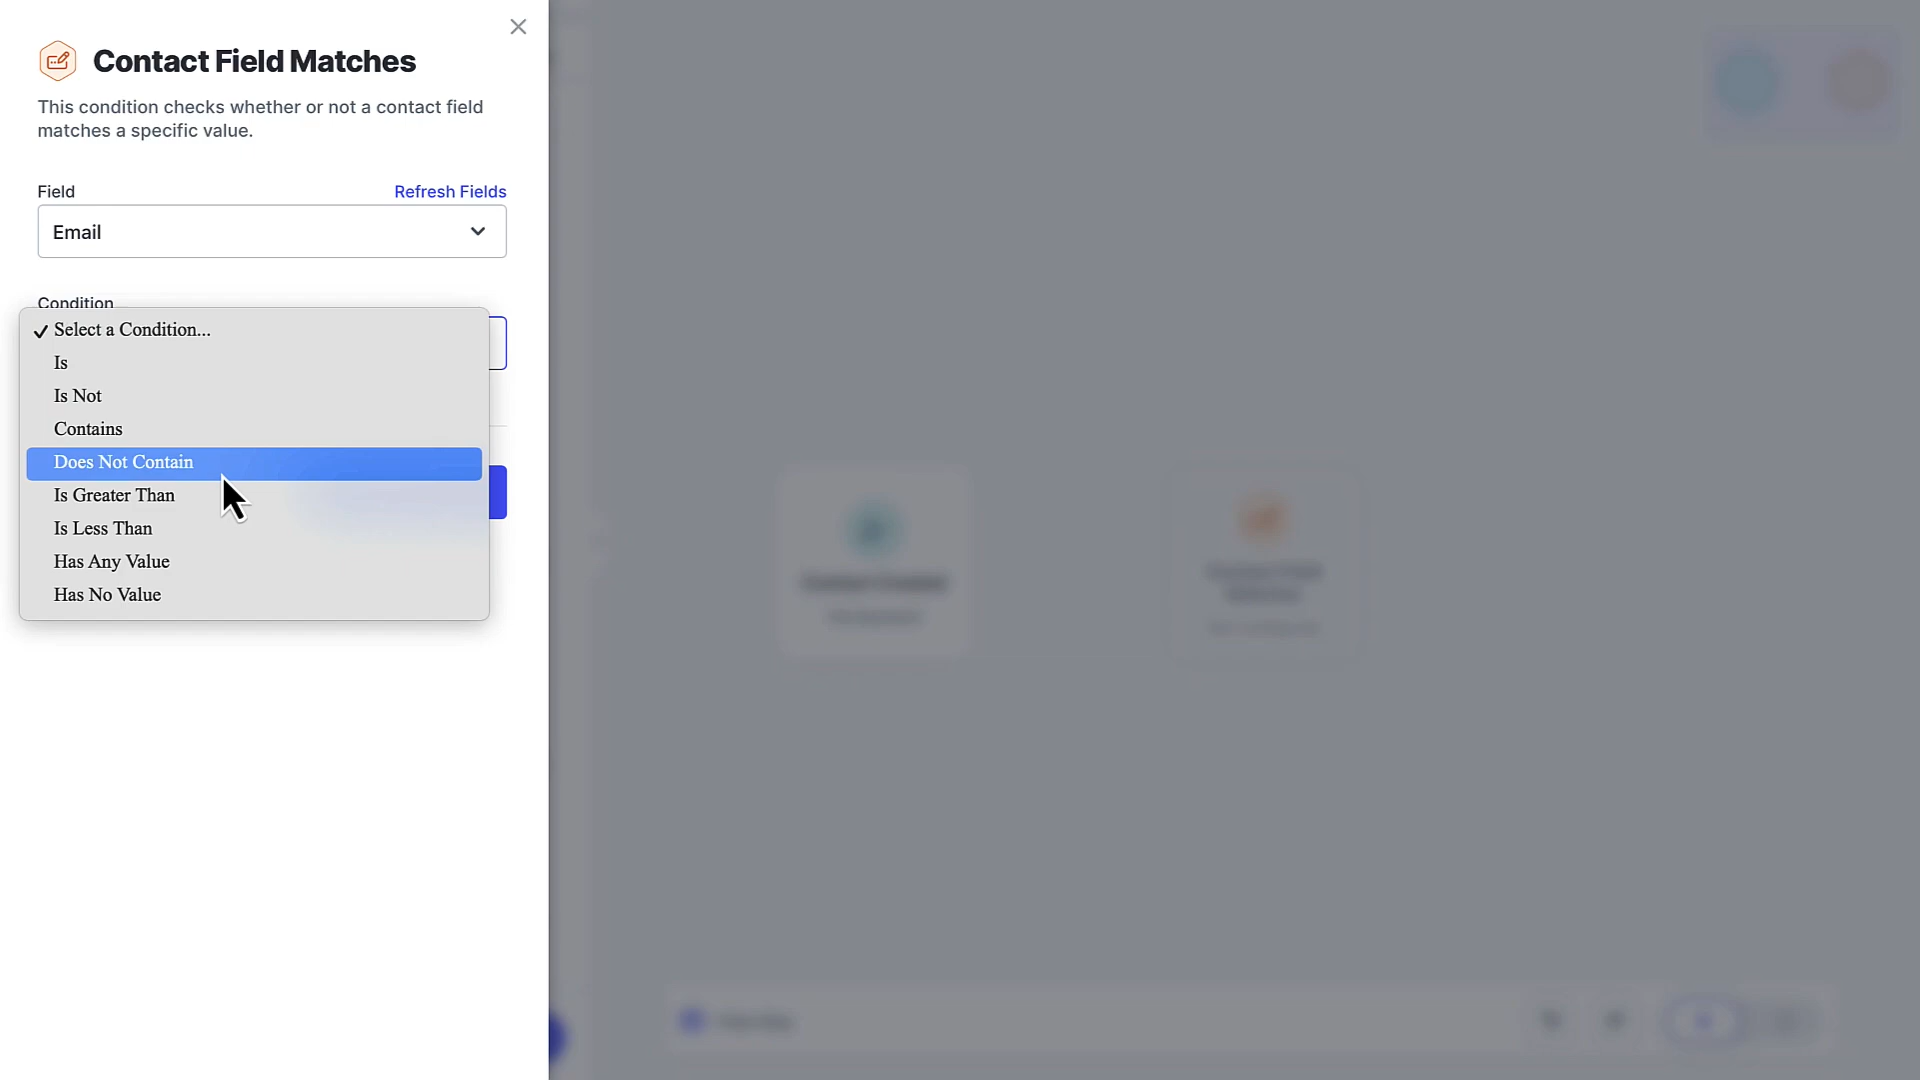 Contact Field Matches
This condition checks whether or not a contact field
matches a specific value.
Field
Refresh Fields
Email
Condition
Select a Condition...
Is
Is Not
Contains
Does Not Contain
Is Greater Than
Is Less Than
Has Any Value
Has No Value